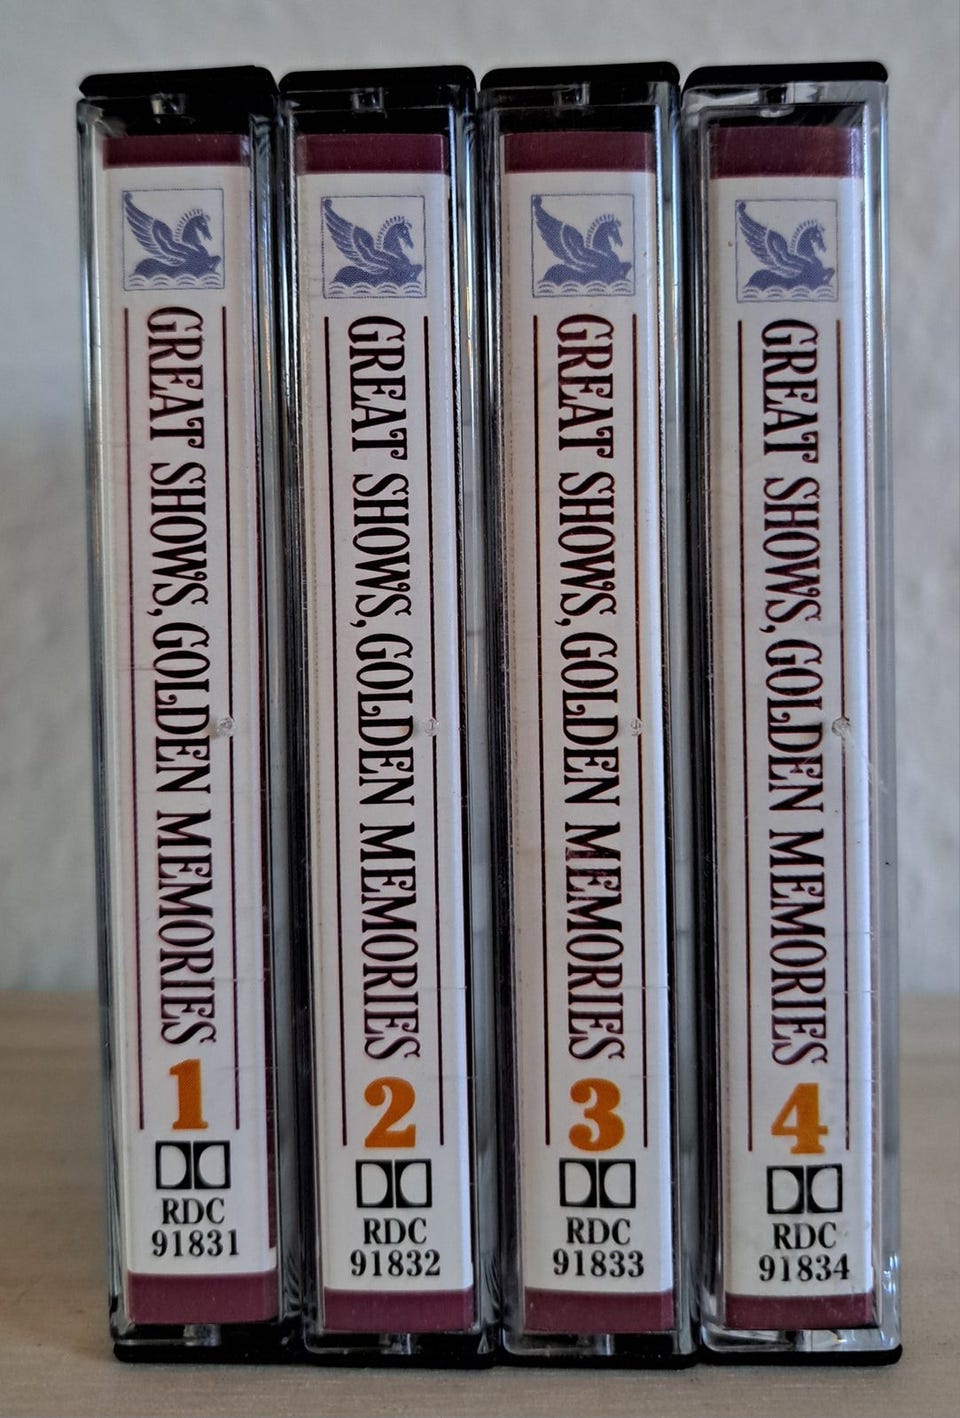 GREAT SHOWS, GOLDEN MEMORIES
1
RDC
91831
GREAT SHOWS, GOLDEN MEMORIES
2
RDC
91832
GREAT SHOWS, GOLDEN MEMORIES
3
RDC
91833
GREAT SHOWS, GOLDEN MEMORIES
4
RDC
91834